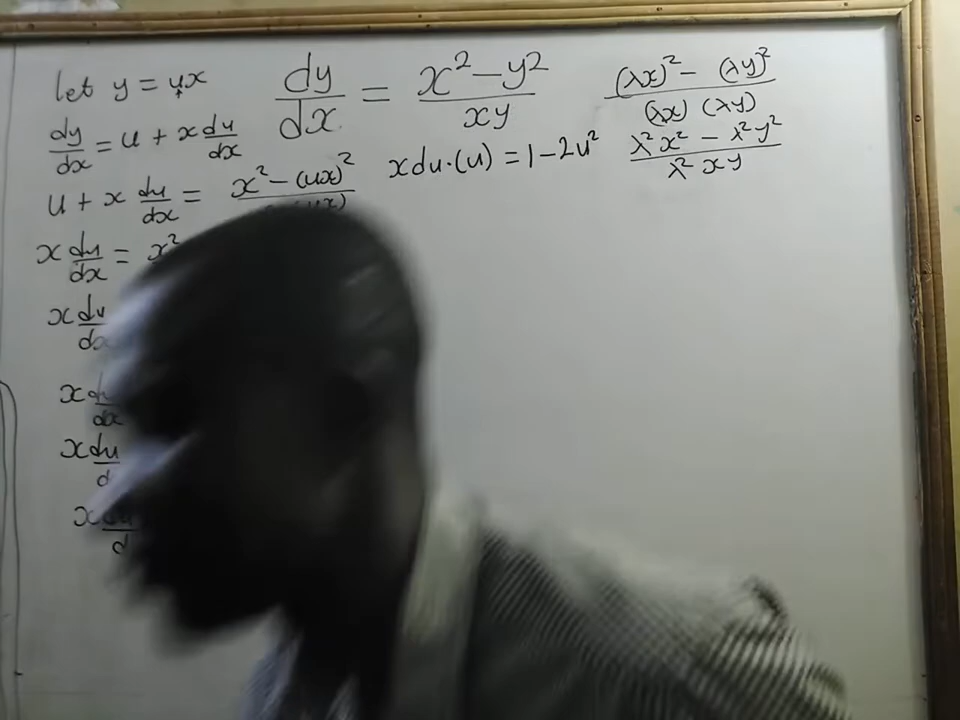 let y = ux
dy/dx = u + x du/dx
u + x du/dx = x² – (ux)² / ux)
x du/dx = x²
x du
x du
dx
x du
x du
dy/dx = x² – y² / xy
x du·(u) = 1 – 2u²
(λx)² – (λy)² / (λx) (λy)
λ²x² – λ²y² / λ² xy